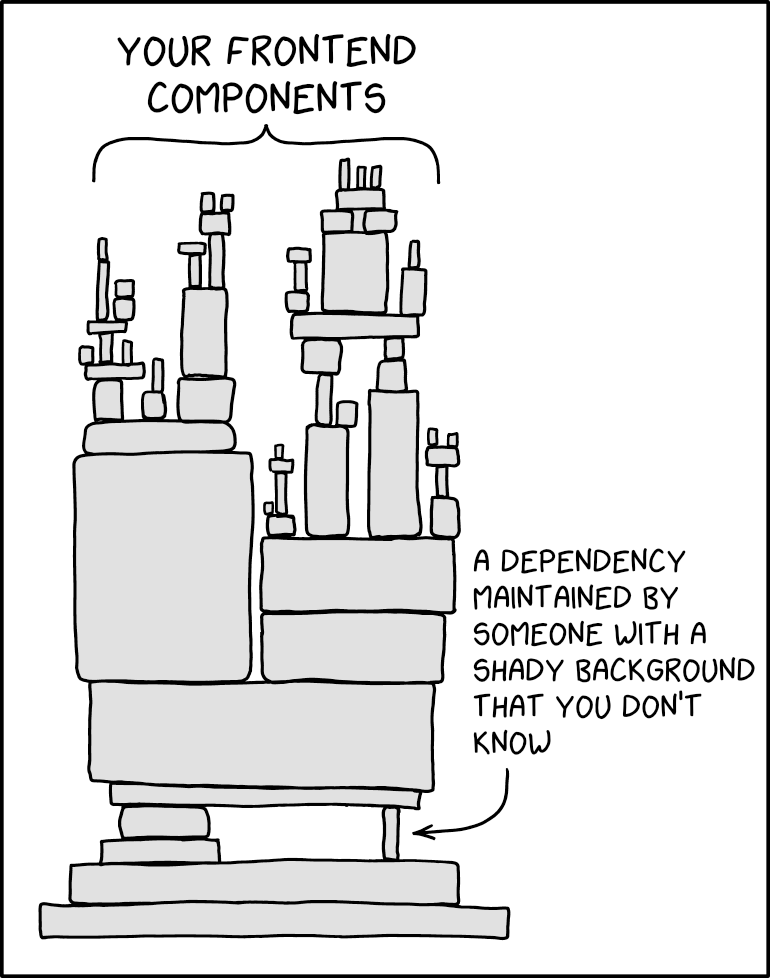 YOUR FRONTEND
COMPONENTS
A DEPENDENCY
MAINTAINED BY
SOMEONE WITH A
SHADY BACKGROUND
THAT YOU DON'T
KNOW